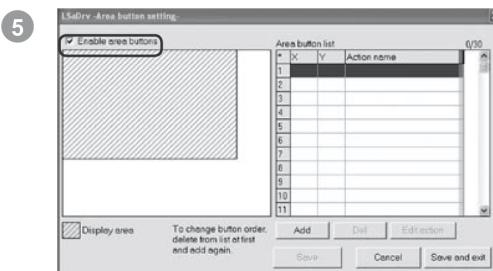 5
LSaDrv -Area button setting-
Enable area buttons
Area button list 0/30
* X Y Action name
1
2
3
4
5
6
7
8
9
10
11
Display area
To change button order,
delete from list at first
and add again.
Add Del Edit action
Save Cancel Save and exit